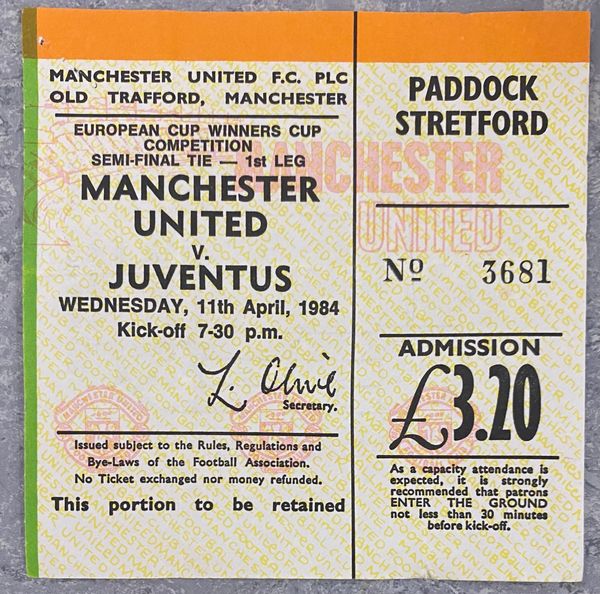 MANCHESTER UNITED F.C. PLC
OLD TRAFFORD, MANCHESTER
EUROPEAN CUP WINNERS CUP
COMPETITION
SEMI-FINAL TIE — 1st LEG
MANCHESTER
UNITED
v.
JUVENTUS
WEDNESDAY, 11th April, 1984
Kick-off 7-30 p.m.
L. Olive
Secretary.
Issued subject to the Rules, Regulations and
Bye-Laws of the Football Association.
No Ticket exchanged nor money refunded.
This portion to be retained
PADDOCK
STRETFORD
MANCHESTER
UNITED
Nº 3681
ADMISSION
£3.20
As a capacity attendance is
expected, it is strongly
recommended that patrons
ENTER THE GROUND
not less than 30 minutes
before kick-off.